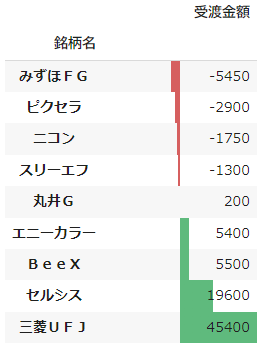 受渡金額
銘柄名
みずほＦＧ -5450
ピクセラ -2900
ニコン -1750
スリーエフ -1300
丸井Ｇ 200
エニーカラー 5400
ＢｅｅＸ 5500
セルシス 19600
三菱ＵＦＪ 45400